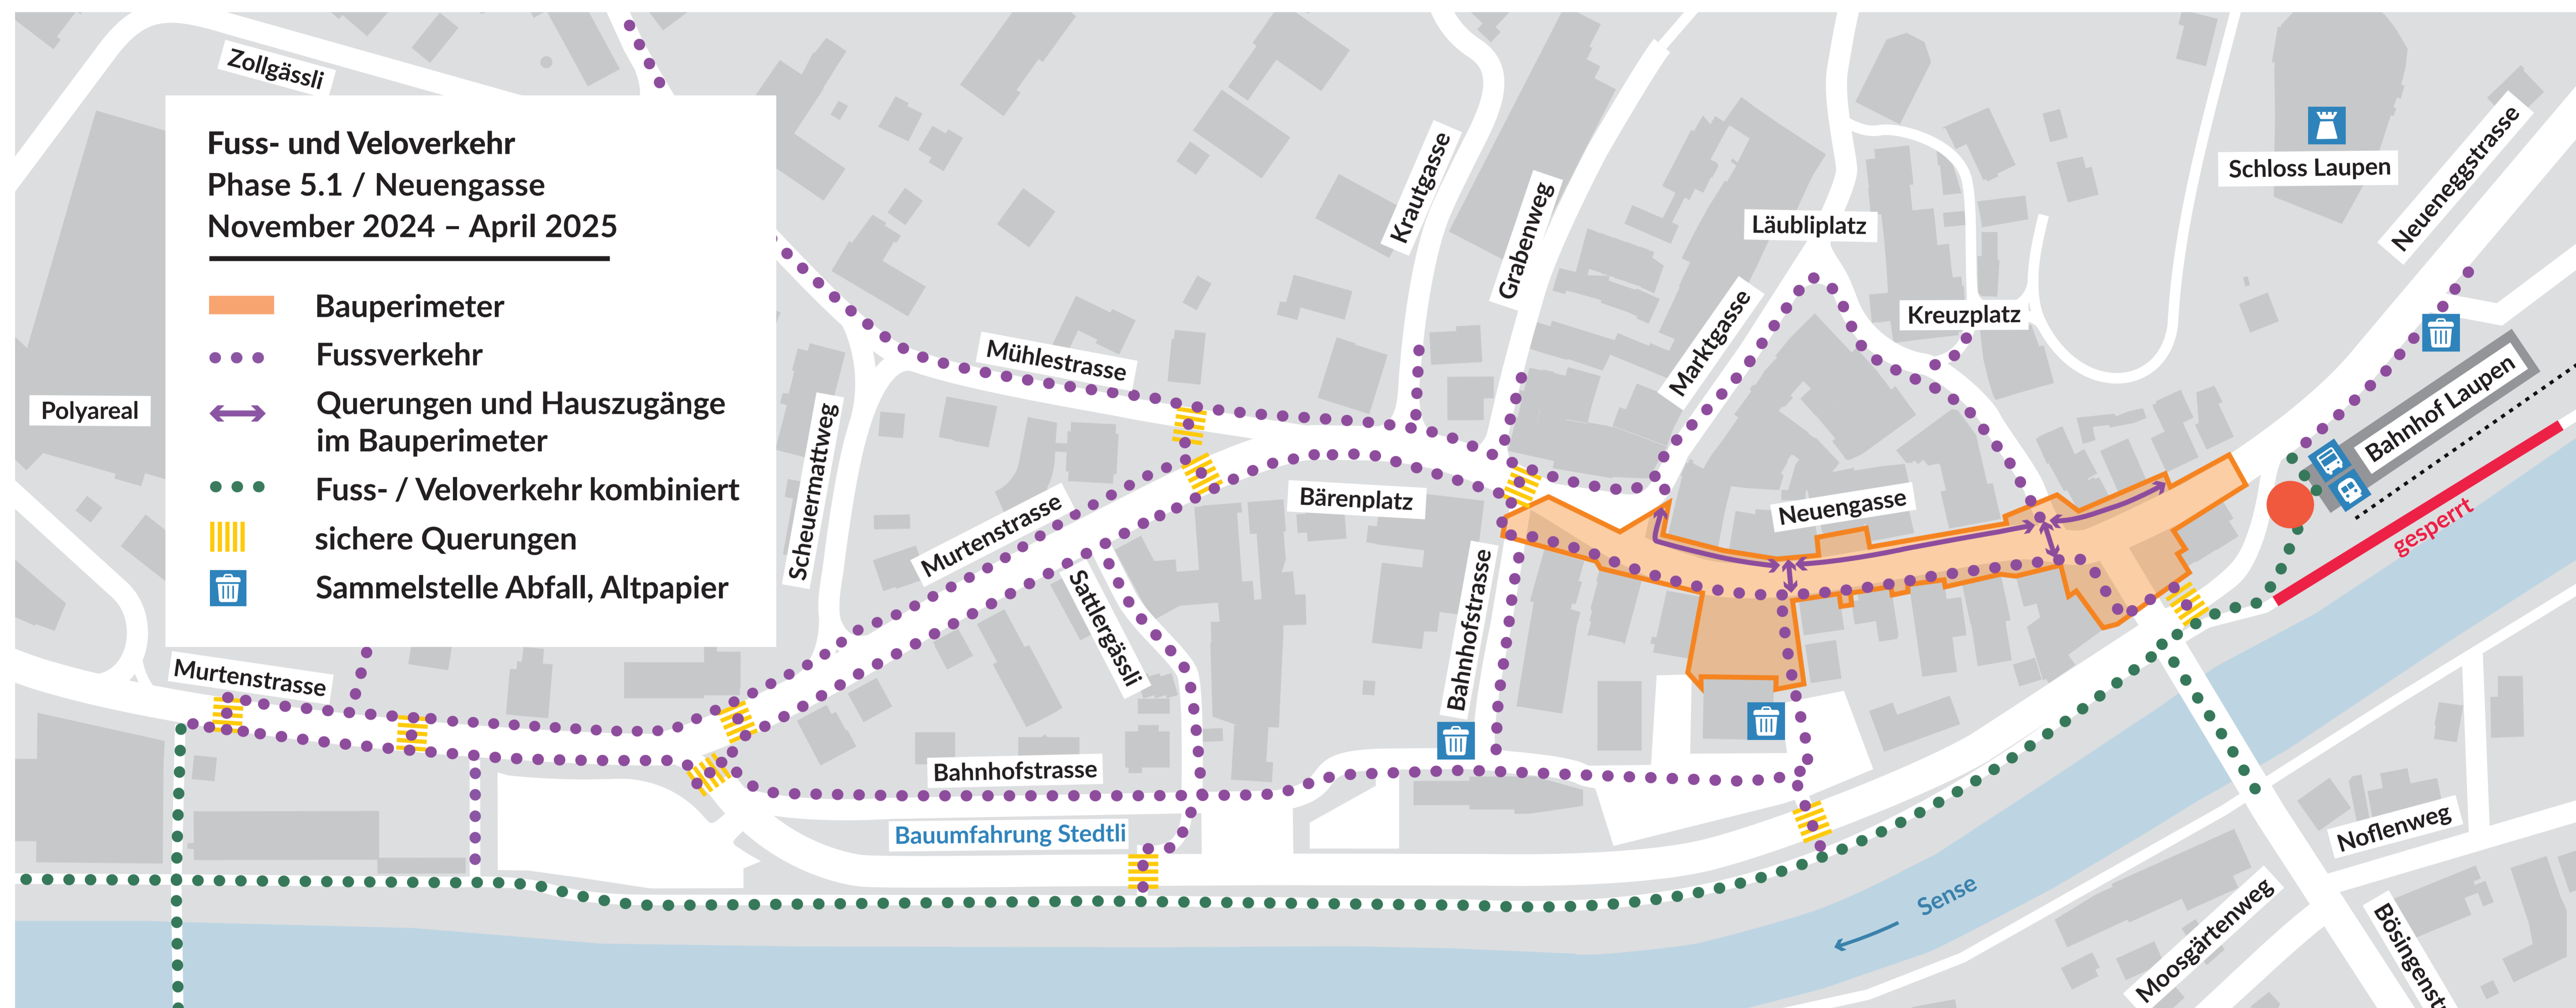 Zollgässli
Fuss- und Veloverkehr
Phase 5.1 / Neuengasse
November 2024 – April 2025
Bauperimeter
Fussverkehr
Querungen und Hauszugänge
im Bauperimeter
Fuss- / Veloverkehr kombiniert
sichere Querungen
Sammelstelle Abfall, Altpapier
Polyareal
Murtenstrasse
Scheuermattweg
Mühlestrasse
Murtenstrasse
Sattlergässli
Bahnhofstrasse
Bauumfahrung Stedtli
Krautgasse
Grabenweg
Bärenplatz
Bahnhofstrasse
Marktgasse
Läubliplatz
Kreuzplatz
Neuengasse
Schloss Laupen
Neueneggstrasse
Bahnhof Laupen
gesperrt
Sense
Noflenweg
Moosgärtenweg